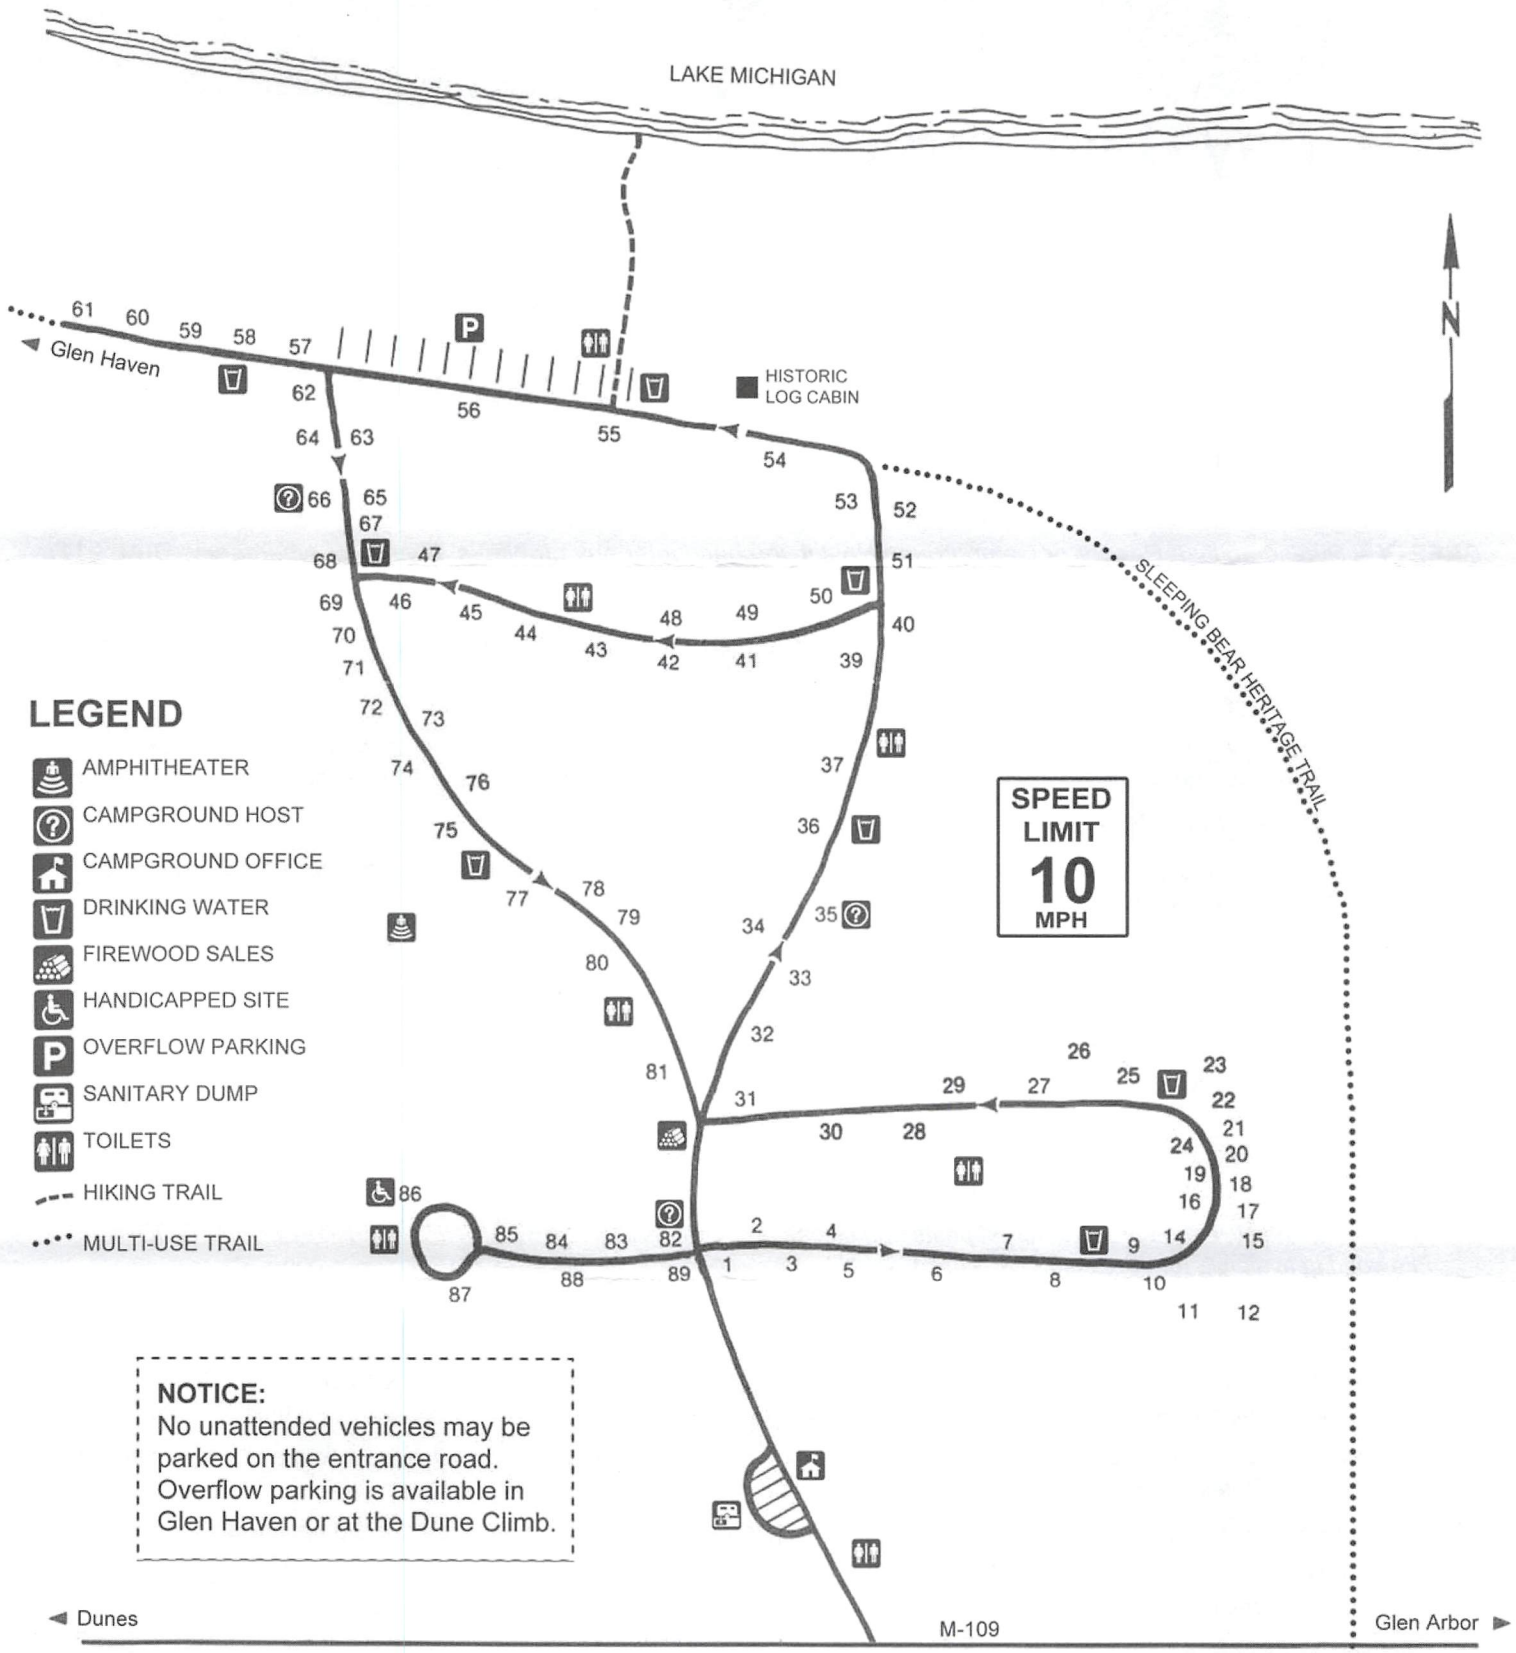 LAKE MICHIGAN
61
60
59
58
57
P
Glen Haven
HISTORIC
LOG CABIN
N
62
56
55
54
64
63
53
52
? 66
65
67
68
47
51
50
69
46
45
44
43
48
49
40
70
42
41
39
71
SLEEPING BEAR HERITAGE TRAIL
72
73
37
74
76
75
36
77
78
79
34
35 ?
80
33
32
81
LEGEND
AMPHITHEATER
? CAMPGROUND HOST
CAMPGROUND OFFICE
DRINKING WATER
FIREWOOD SALES
HANDICAPPED SITE
P OVERFLOW PARKING
SANITARY DUMP
TOILETS
HIKING TRAIL
MULTI-USE TRAIL
SPEED
LIMIT
10
MPH
26
23
31
29
27
25
22
30
28
21
24
20
19
18
16
17
86
?
85
84
83
82
2
4
7
9
14
15
87
88
89
1
3
5
6
8
10
11
12
NOTICE:
No unattended vehicles may be
parked on the entrance road.
Overflow parking is available in
Glen Haven or at the Dune Climb.
Dunes
M-109
Glen Arbor